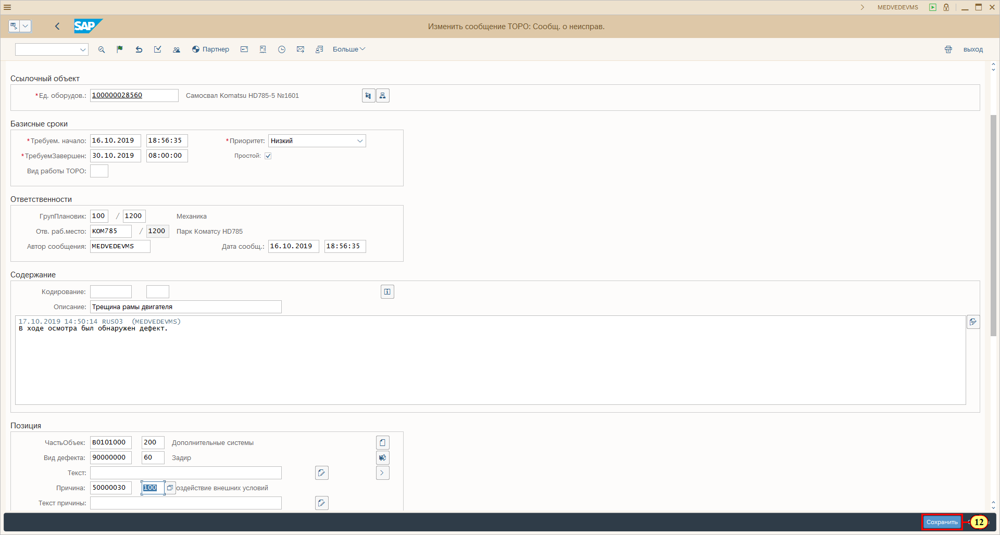 MEDVEDEVMS
SAP
Изменить сообщение ТОРО: Сообщ. о неисправ.
Партнер
Больше
выход
Ссылочный объект
*Ед. оборудов.: 100000028560 Самосвал Komatsu HD785-5 №1601
Базисные сроки
*Требуем. начало: 16.10.2019 18:56:35 *Приоритет: Низкий
*ТребуемЗавершен: 30.10.2019 08:00:00 Простой:
Вид работы ТОРО:
Ответственности
ГрупПлановик: 100 / 1200 Механика
Отв. раб.место: KOM785 / 1200 Парк Коматсу HD785
Автор сообщения: MEDVEDEVMS Дата сообщ.: 16.10.2019 18:56:35
Содержание
Кодирование:
Описание: Трещина рамы двигателя
17.10.2019 14:50:14 RUS03 (MEDVEDEVMS)
В ходе осмотра был обнаружен дефект.
Позиция
ЧастьОбъек: B0101000 200 Дополнительные системы
Вид дефекта: 90000000 60 Задир
Текст:
Причина: 50000030 100 оздействие внешних условий
Текст причины:
Сохранить 12